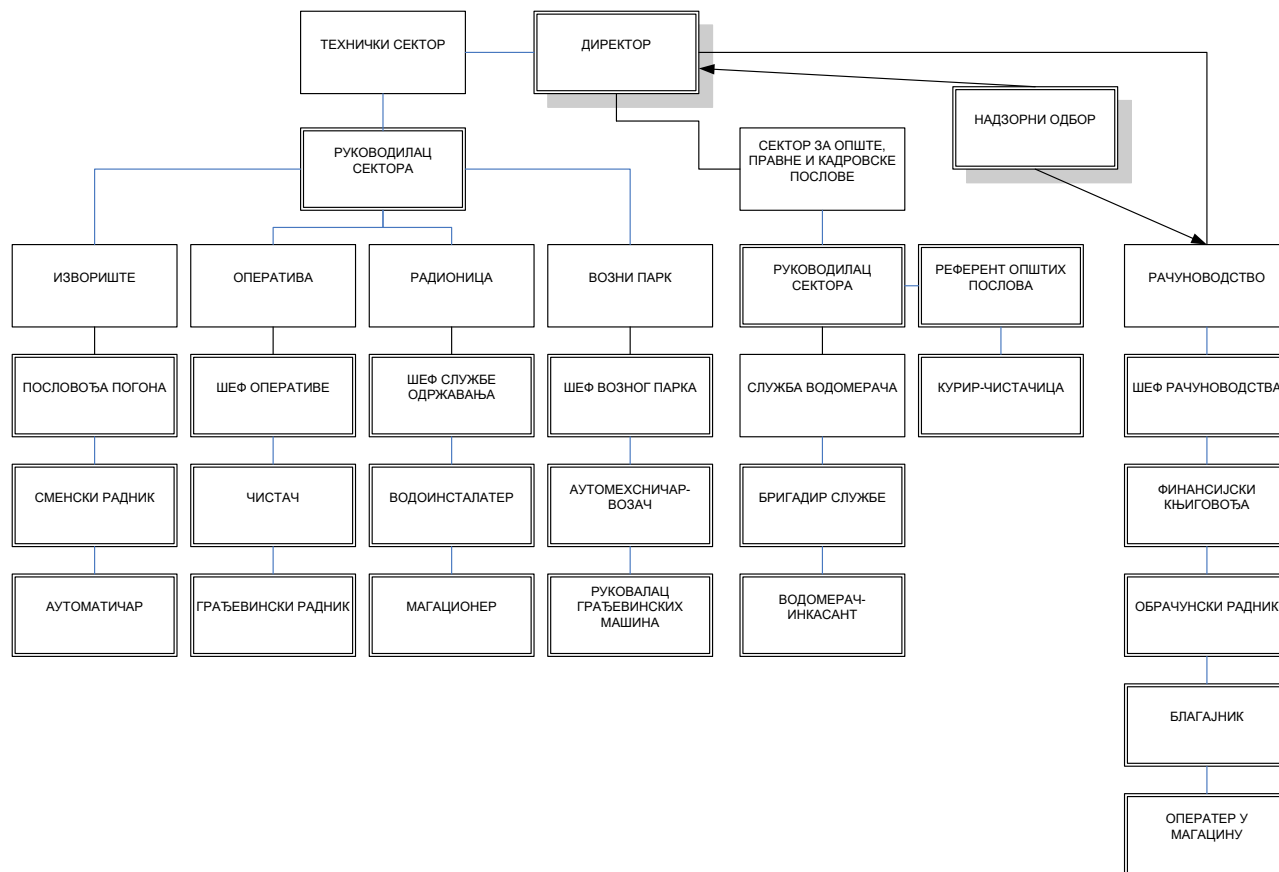 ТЕХНИЧКИ СЕКТОР
ДИРЕКТОР
НАДЗОРНИ ОДБОР
РУКОВОДИЛАЦ
СЕКТОРА
СЕКТОР ЗА ОПШТЕ,
ПРАВНЕ И КАДРОВСКЕ
ПОСЛОВЕ
ИЗВОРИШТЕ
ОПЕРАТИВА
РАДИОНИЦА
ВОЗНИ ПАРК
РУКОВОДИЛАЦ
СЕКТОРА
РЕФЕРЕНТ ОПШТИХ
ПОСЛОВА
РАЧУНОВОДСТВО
ПОСЛОВОЂА ПОГОНА
ШЕФ ОПЕРАТИВЕ
ШЕФ СЛУЖБЕ
ОДРЖАВАЊА
ШЕФ ВОЗНОГ ПАРКА
СЛУЖБА ВОДОМЕРАЧА
КУРИР-ЧИСТАЧИЦА
ШЕФ РАЧУНОВОДСТВА
СМЕНСКИ РАДНИК
ЧИСТАЧ
ВОДОИНСТАЛАТЕР
АУТОМЕХСНИЧАР-
ВОЗАЧ
БРИГАДИР СЛУЖБЕ
ФИНАНСИЈСКИ
КЊИГОВОЂА
АУТОМАТИЧАР
ГРАЂЕВИНСКИ РАДНИК
МАГАЦИОНЕР
РУКОВАЛАЦ
ГРАЂЕВИНСКИХ
МАШИНА
ВОДОМЕРАЧ-
ИНКАСАНТ
ОБРАЧУНСКИ РАДНИК
БЛАГАЈНИК
ОПЕРАТЕР У
МАГАЦИНУ